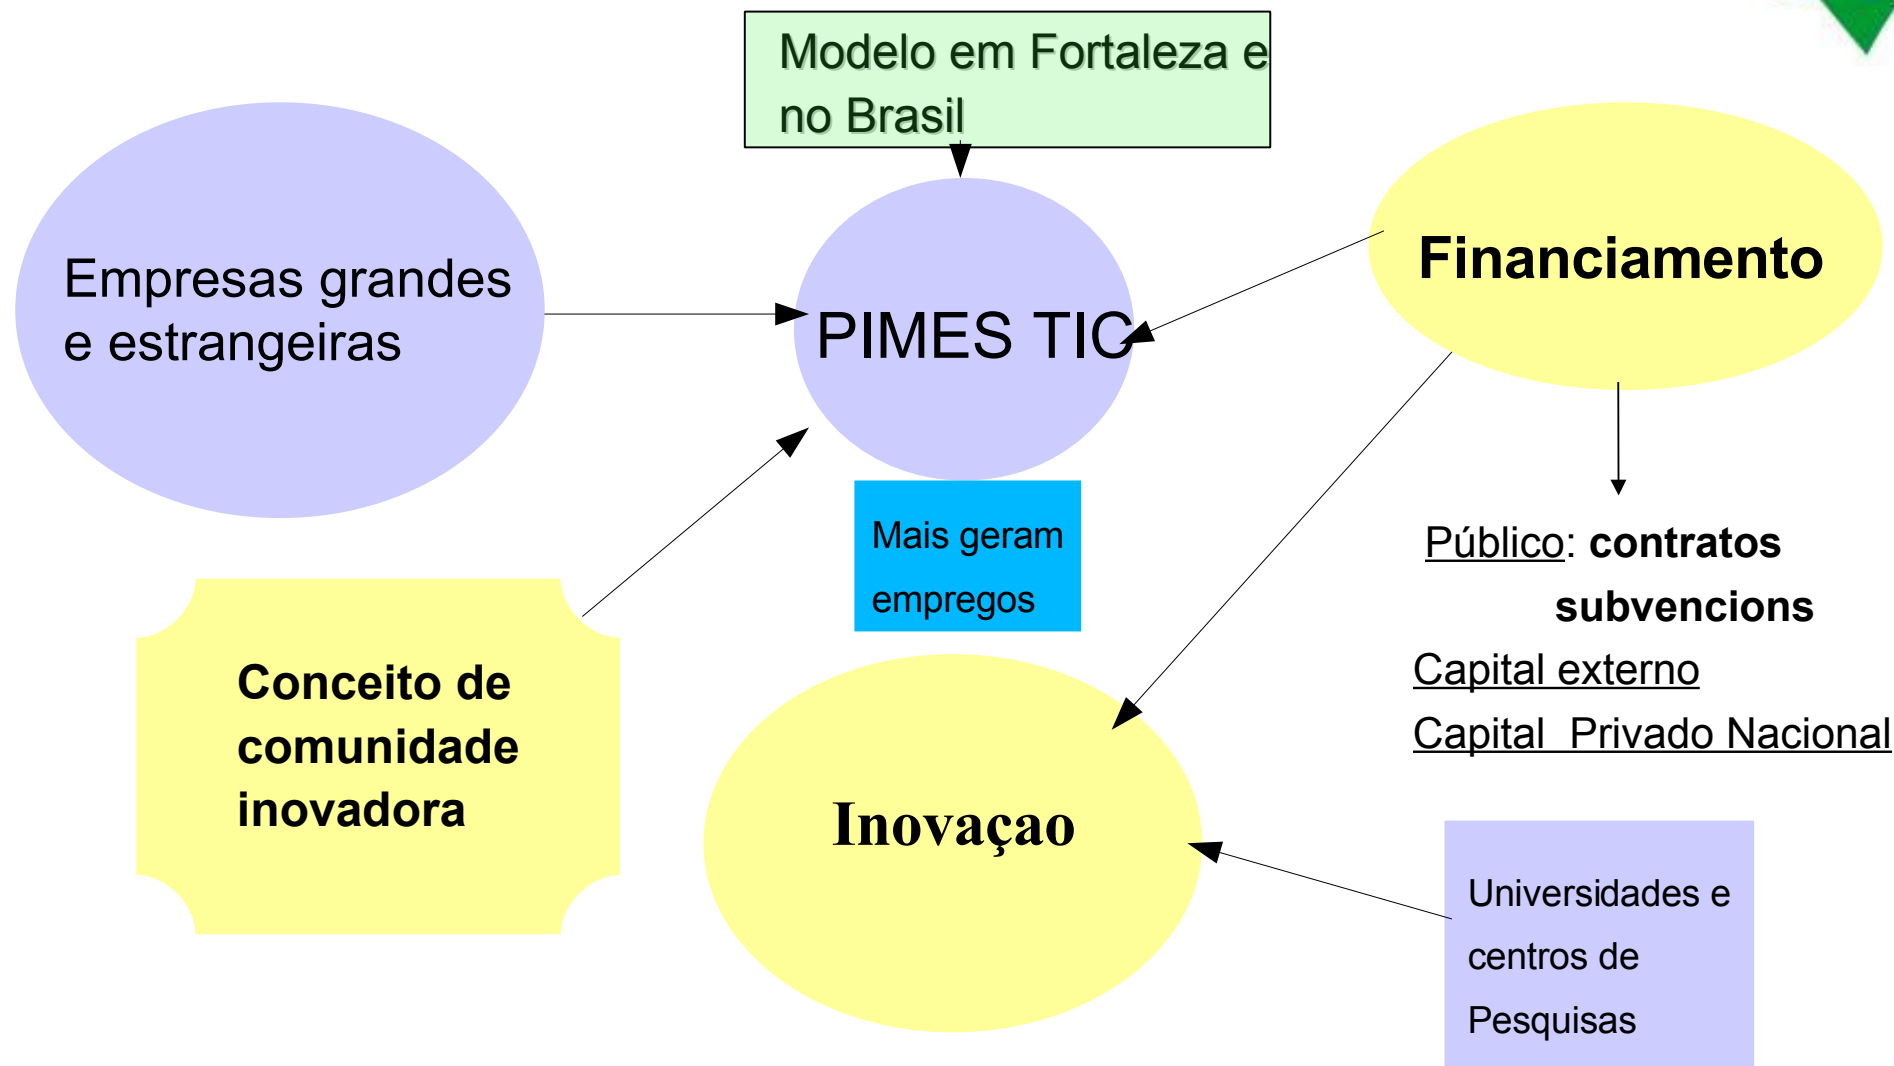 Modelo em Fortaleza e
no Brasil
Empresas grandes
e estrangeiras
PIMES TIC
Financiamento
Mais geram
empregos
Público: contratos
subvencions
Capital externo
Capital  Privado Nacional
Conceito de
comunidade
inovadora
Inovaçao
Universidades e
centros de
Pesquisas